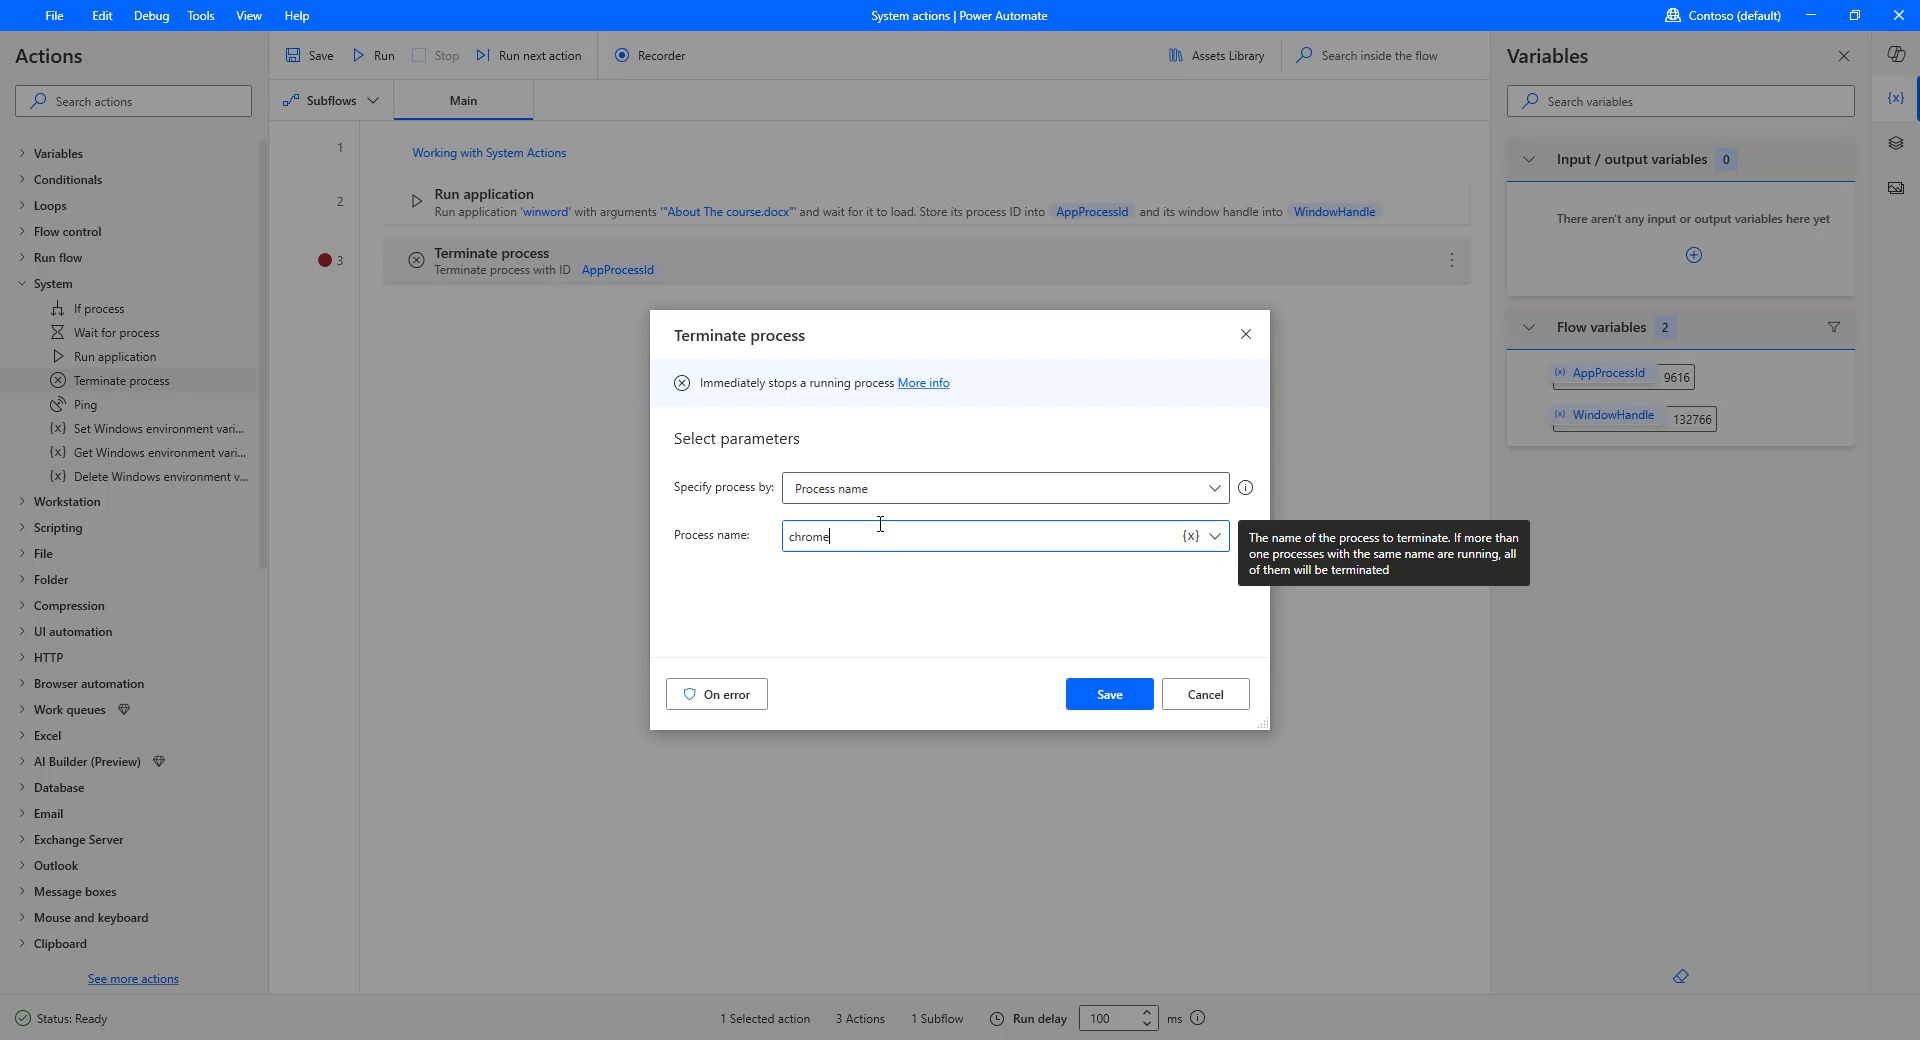 File Edit Debug Tools View Help
System actions | Power Automate
Contoso (default)
Actions
Search actions
Variables
Conditionals
Loops
Flow control
Run flow
System
If process
Wait for process
Run application
Terminate process
Ping
{x} Set Windows environment vari...
{x} Get Windows environment vari...
{x} Delete Windows environment v...
Workstation
Scripting
File
Folder
Compression
UI automation
HTTP
Browser automation
Work queues
Excel
AI Builder (Preview)
Database
Email
Exchange Server
Outlook
Message boxes
Mouse and keyboard
Clipboard
See more actions
Save Run Stop Run next action Recorder
Assets Library Search inside the flow
Subflows Main
1 Working with System Actions
2 Run application
Run application 'winword' with arguments '"About The course.docx"' and wait for it to load. Store its process ID into AppProcessId and its window handle into WindowHandle
3 Terminate process
Terminate process with ID AppProcessId
Terminate process
Immediately stops a running process More info
Select parameters
Specify process by: Process name
Process name: chrome {x}
The name of the process to terminate. If more than
one processes with the same name are running, all
of them will be terminated
On error Save Cancel
Variables
{x}
Search variables
Input / output variables 0
There aren't any input or output variables here yet
Flow variables 2
(x) AppProcessId 9616
(x) WindowHandle 132766
Status: Ready
1 Selected action 3 Actions 1 Subflow Run delay 100 ms